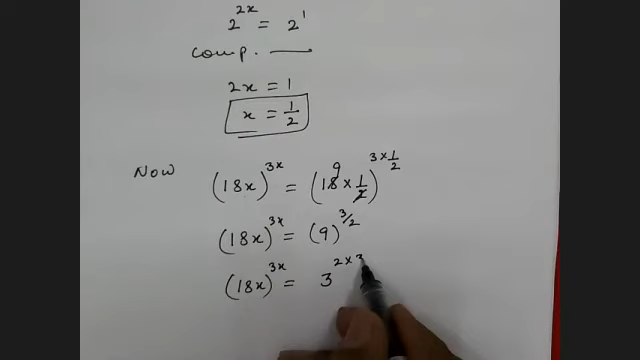 2^{2x} = 2^1
comp. ——
2x = 1
x = 1/2
Now (18x)^{3x} = (18 × 1/2)^{3 × 1/2} 9
(18x)^{3x} = (9)^{3/2}
(18x)^{3x} = 3^{2 × 3